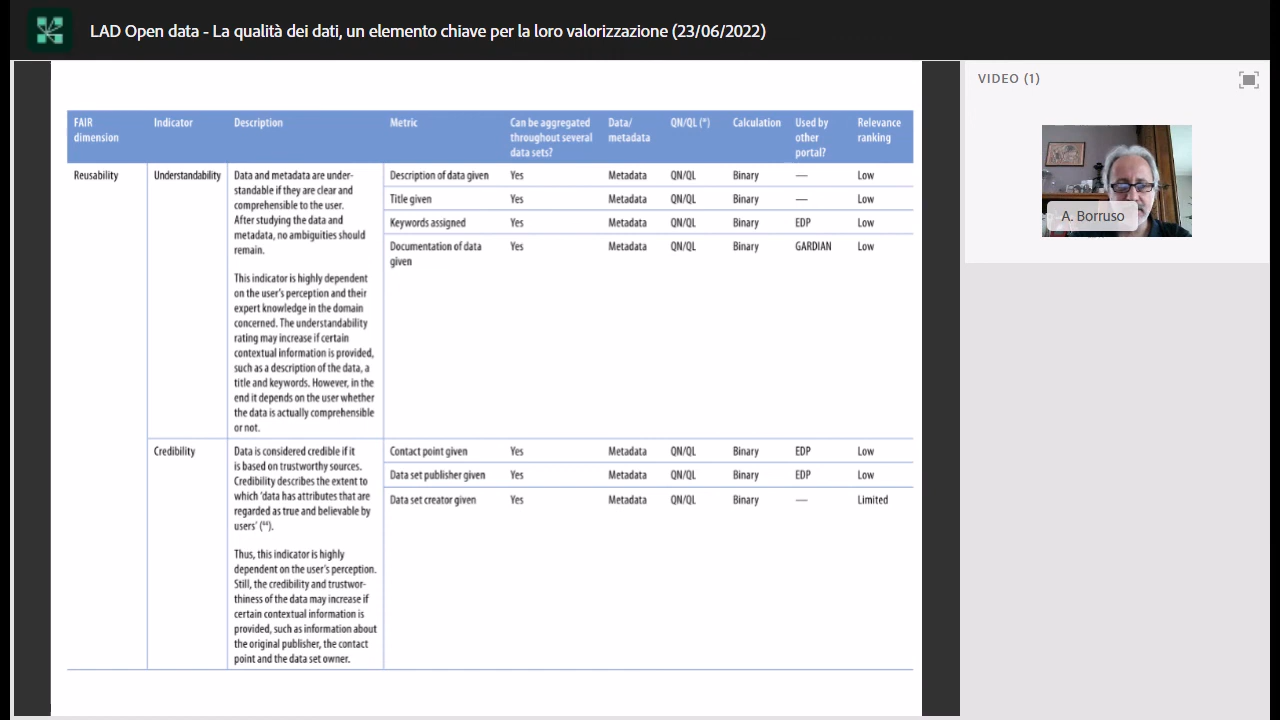 LAD Open data - La qualità dei dati, un elemento chiave per la loro valorizzazione (23/06/2022)
VIDEO (1)
A. Borruso
FAIR dimension
Indicator
Description
Metric
Can be aggregated throughout several data sets?
Data/ metadata
QN/QL (*)
Calculation
Used by other portal?
Relevance ranking
Reusability
Understandability
Data and metadata are under-
standable if they are clear and
comprehensible to the user.
After studying the data and
metadata, no ambiguities should
remain.
This indicator is highly dependent
on the user's perception and their
expert knowledge in the domain
concerned. The understandability
rating may increase if certain
contextual information is provided,
such as a description of the data, a
title and keywords. However, in the
end it depends on the user whether
the data is actually comprehensible
or not.
Description of data given Yes Metadata QN/QL Binary — Low
Title given Yes Metadata QN/QL Binary — Low
Keywords assigned Yes Metadata QN/QL Binary EDP Low
Documentation of data given Yes Metadata QN/QL Binary GARDIAN Low
Credibility
Data is considered credible if it
is based on trustworthy sources.
Credibility describes the extent to
which 'data has attributes that are
regarded as true and believable by
users' (⁶⁴).
Thus, this indicator is highly
dependent on the user's perception.
Still, the credibility and trustwor-
thiness of the data may increase if
certain contextual information is
provided, such as information about
the original publisher, the contact
point and the data set owner.
Contact point given Yes Metadata QN/QL Binary EDP Low
Data set publisher given Yes Metadata QN/QL Binary EDP Low
Data set creator given Yes Metadata QN/QL Binary — Limited